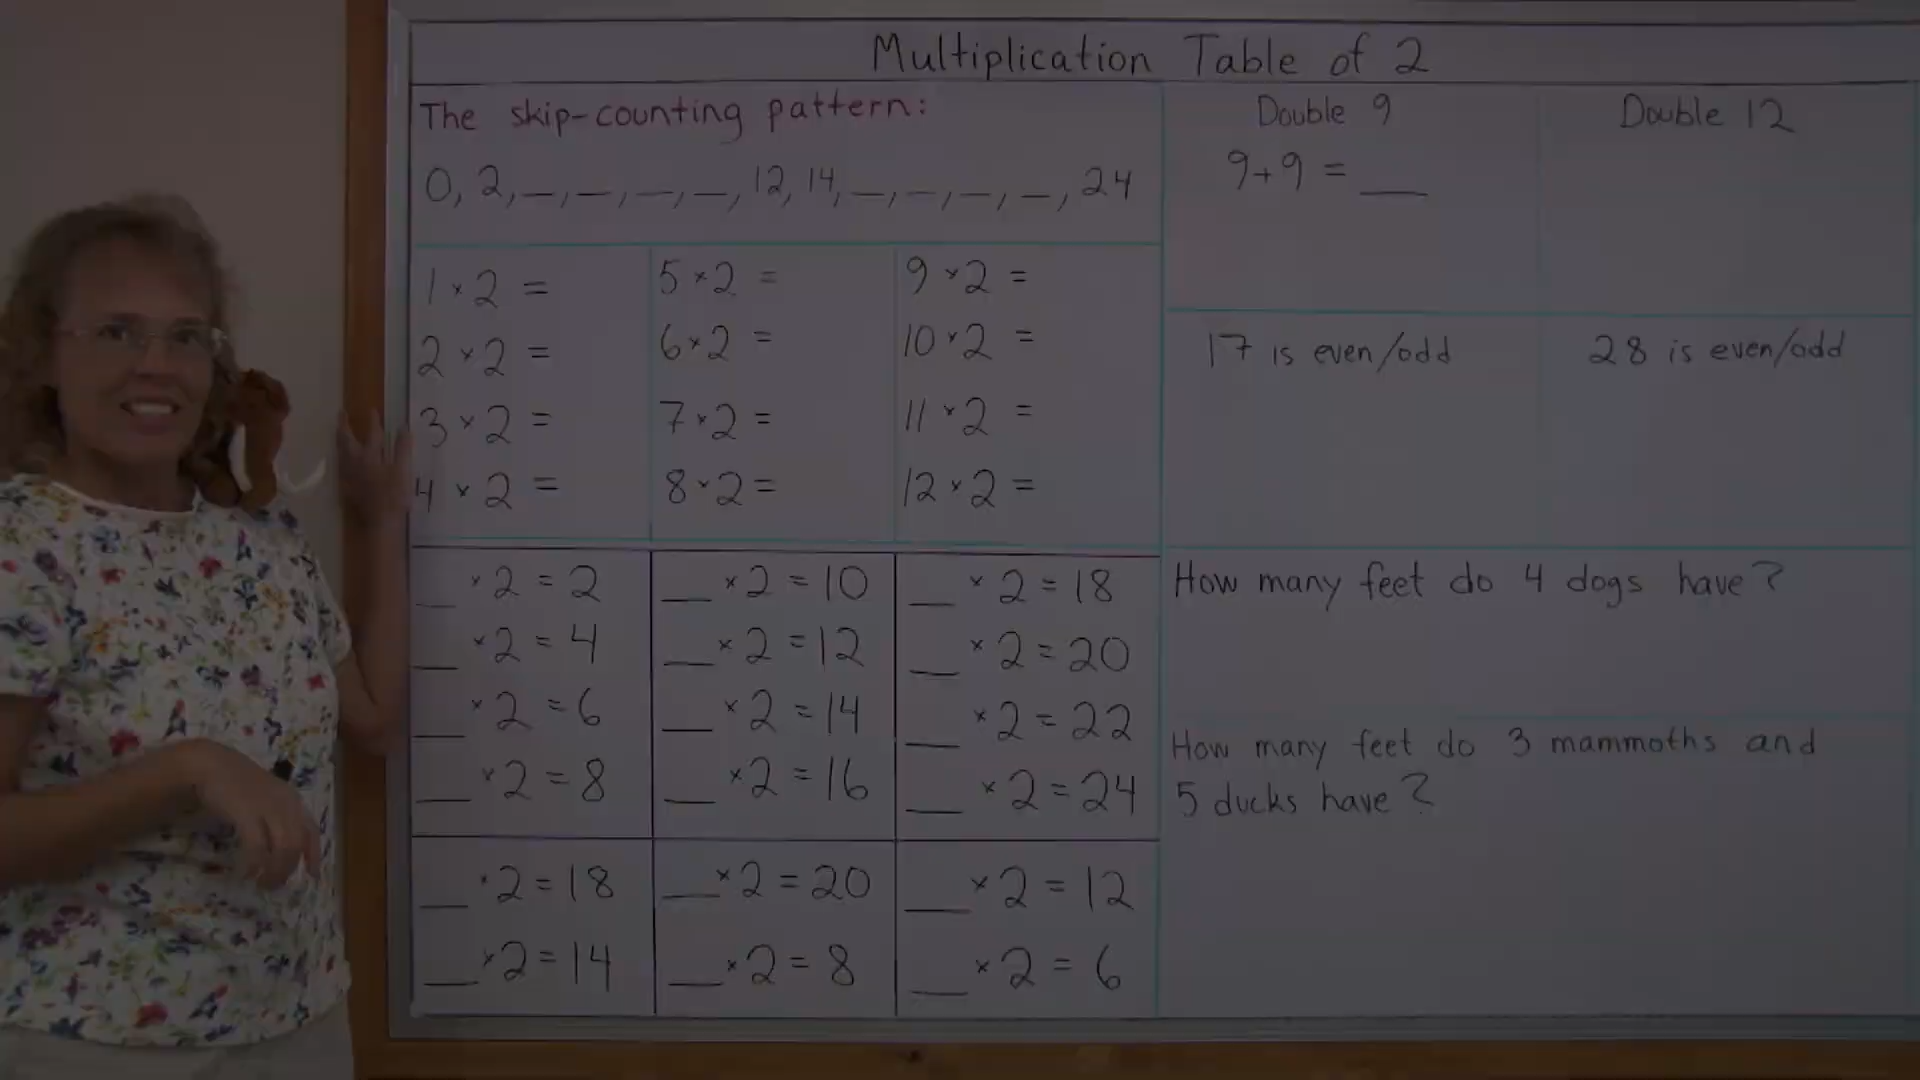 Multiplication Table of 2
The skip-counting pattern:
0, 2, __, __, __, __, 12, 14, __, __, __, __, 24
1 × 2 =
2 × 2 =
3 × 2 =
4 × 2 =
5 × 2 =
6 × 2 =
7 × 2 =
8 × 2 =
9 × 2 =
10 × 2 =
11 × 2 =
12 × 2 =
__ × 2 = 2
__ × 2 = 4
__ × 2 = 6
__ × 2 = 8
__ × 2 = 10
__ × 2 = 12
__ × 2 = 14
__ × 2 = 16
__ × 2 = 18
__ × 2 = 20
__ × 2 = 22
__ × 2 = 24
__ × 2 = 18
__ × 2 = 14
__ × 2 = 20
__ × 2 = 8
__ × 2 = 12
__ × 2 = 6
Double 9
9 + 9 = __
Double 12
17 is even/odd
28 is even/odd
How many feet do 4 dogs have?
How many feet do 3 mammoths and
5 ducks have?